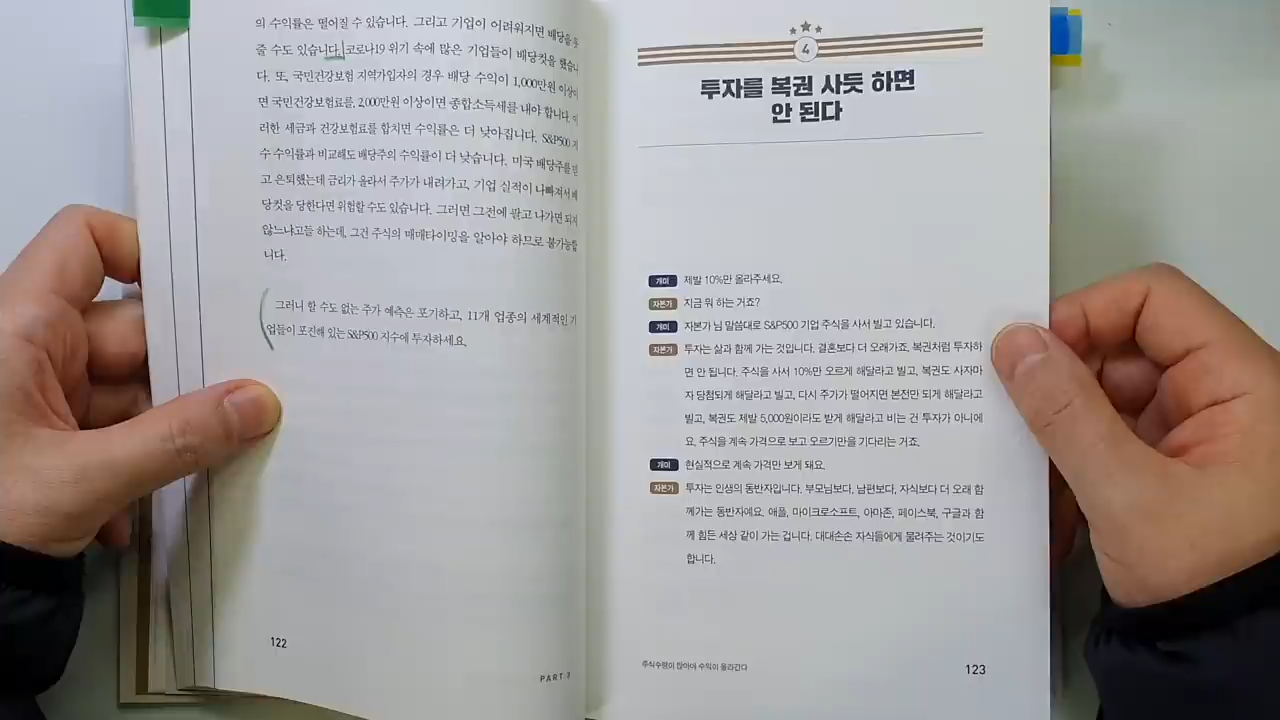 의 수익률은 떨어질 수 있습니다. 그리고 기업이 어려워지면 배당을 못
줄 수도 있습니다. 코로나19 위기 속에 많은 기업들이 배당컷을 했습니
다. 또, 국민건강보험 지역가입자의 경우 배당 수익이 1,000만원 이상이
면 국민건강보험료를, 2,000만원 이상이면 종합소득세를 내야 합니다. 이
러한 세금과 건강보험료를 합치면 수익률은 더 낮아집니다. S&P500 지
수 수익률과 비교해도 배당주의 수익률이 더 낮습니다. 미국 배당주를 믿
고 은퇴했는데 금리가 올라서 주가가 내려가고, 기업 실적이 나빠져서 배
당컷을 당한다면 위험할 수도 있습니다. 그러면 그전에 팔고 나가면 되지
않느냐고들 하는데, 그건 주식의 매매타이밍을 알아야 하므로 불가능합
니다.
그러니 할 수도 없는 주가 예측은 포기하고, 11개 업종의 세계적인 기
업들이 포진해 있는 S&P500 지수에 투자하세요.
122
PART 3
4
투자를 복권 사듯 하면
안 된다
개미 제발 10%만 올라주세요.
자본가 지금 뭐 하는 거죠?
개미 자본가 님 말씀대로 S&P500 기업 주식을 사서 빌고 있습니다.
자본가 투자는 삶과 함께 가는 것입니다. 결혼보다 더 오래가죠. 복권처럼 투자하
면 안 됩니다. 주식을 사서 10%만 오르게 해달라고 빌고, 복권도 사자마
자 당첨되게 해달라고 빌고, 다시 주가가 떨어지면 본전만 되게 해달라고
빌고, 복권도 제발 5,000원이라도 받게 해달라고 비는 건 투자가 아니에
요. 주식을 계속 가격으로 보고 오르기만을 기다리는 거죠.
개미 현실적으로 계속 가격만 보게 돼요.
자본가 투자는 인생의 동반자입니다. 부모님보다, 남편보다, 자식보다 더 오래 함
께가는 동반자예요. 애플, 마이크로소프트, 아마존, 페이스북, 구글과 함
께 힘든 세상 같이 가는 겁니다. 대대손손 자식들에게 물려주는 것이기도
합니다.
주식수량이 많아야 수익이 올라간다
123